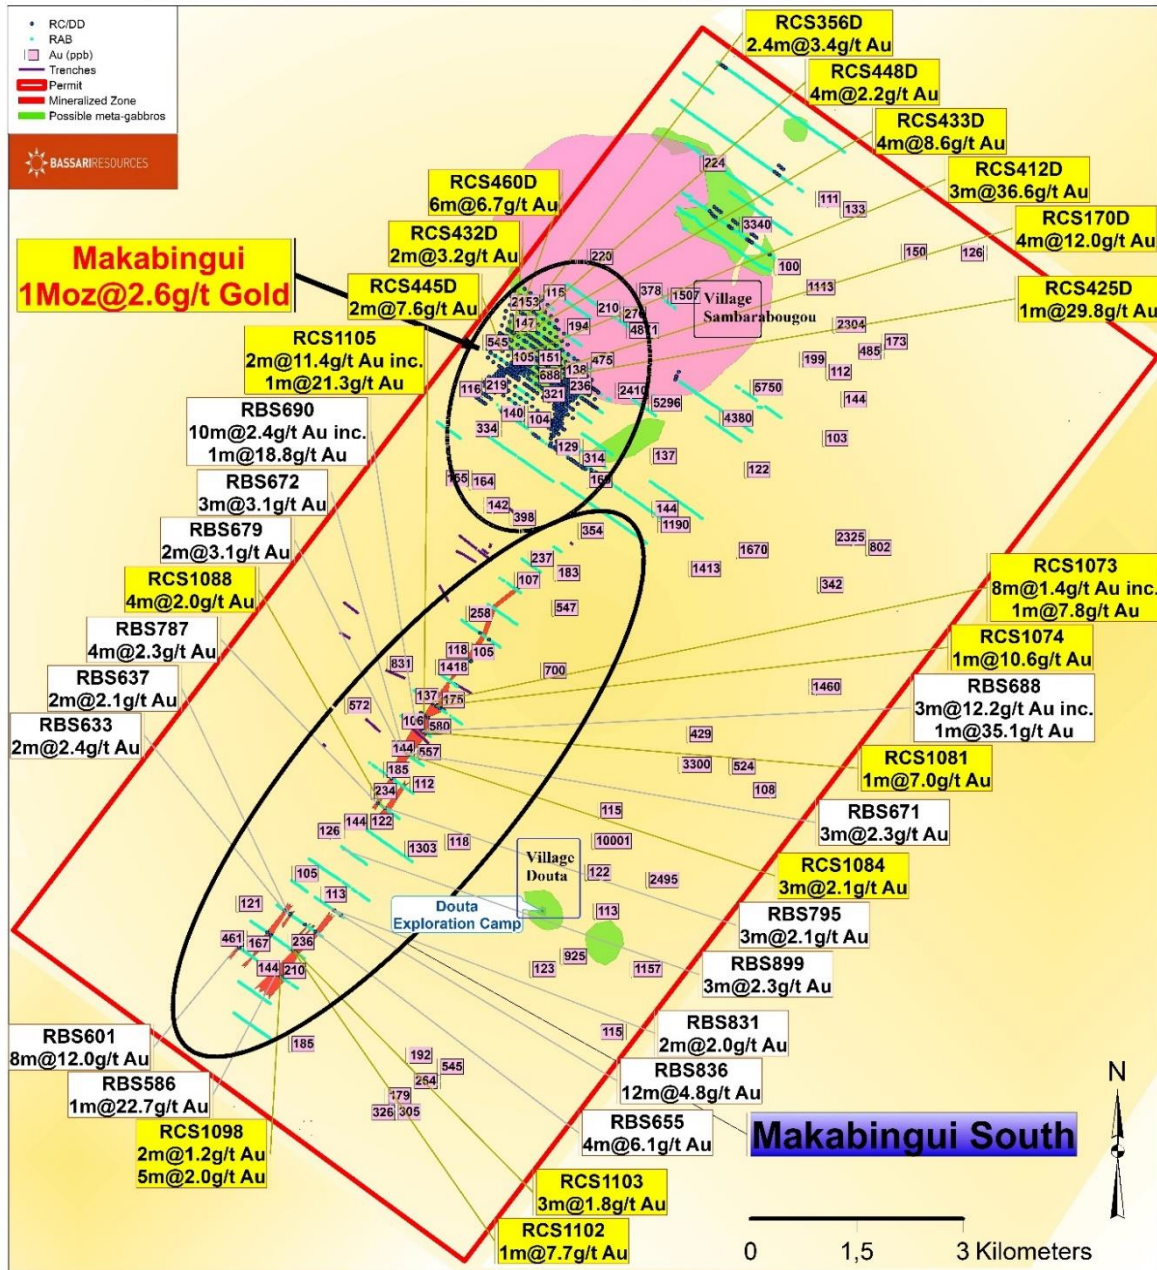 RC/DD
RAB
Au (ppb)
Trenches
Permit
Mineralized Zone
Possible meta-gabbros
BASSARIRESOURCES
RCS356D
2.4m@3.4g/t Au
RCS448D
4m@2.2g/t Au
RCS433D
4m@8.6g/t Au
RCS412D
3m@36.6g/t Au
RCS170D
4m@12.0g/t Au
RCS425D
1m@29.8g/t Au
RCS460D
6m@6.7g/t Au
RCS432D
2m@3.2g/t Au
RCS445D
2m@7.6g/t Au
Makabingui
1Moz@2.6g/t Gold
RCS1105
2m@11.4g/t Au inc.
1m@21.3g/t Au
RBS690
10m@2.4g/t Au inc.
1m@18.8g/t Au
RBS672
3m@3.1g/t Au
RBS679
2m@3.1g/t Au
RCS1088
4m@2.0g/t Au
RBS787
4m@2.3g/t Au
RBS637
2m@2.1g/t Au
RBS633
2m@2.4g/t Au
224
111
133
3340
150
126
220
100
1113
115
378
1507
Village
Sambarabougou
2153
210
147
194
2304
173
545
485
105
151
475
199
112
688
138
116
219
321
236
2410
5750
5296
144
140
104
4380
334
103
129
314
137
122
164
142
398
144
1190
354
237
1670
2325
802
107
183
1413
342
258
547
118
105
831
1418
700
137
175
1460
572
106
580
429
144
557
3300
524
185
112
108
234
115
144
122
126
1303
118
10001
Village
Douta
105
122
2495
113
121
113
Douta
Exploration Camp
461
167
236
925
144
210
123
1157
185
115
192
545
179
326
305
RCS1073
8m@1.4g/t Au inc.
1m@7.8g/t Au
RCS1074
1m@10.6g/t Au
RBS688
3m@12.2g/t Au inc.
1m@35.1g/t Au
RCS1081
1m@7.0g/t Au
RBS671
3m@2.3g/t Au
RCS1084
3m@2.1g/t Au
RBS795
3m@2.1g/t Au
RBS899
3m@2.3g/t Au
RBS831
2m@2.0g/t Au
RBS836
12m@4.8g/t Au
RBS655
4m@6.1g/t Au
RBS601
8m@12.0g/t Au
RBS586
1m@22.7g/t Au
RCS1098
2m@1.2g/t Au
5m@2.0g/t Au
RCS1103
3m@1.8g/t Au
RCS1102
1m@7.7g/t Au
Makabingui South
N
0 1,5 3 Kilometers